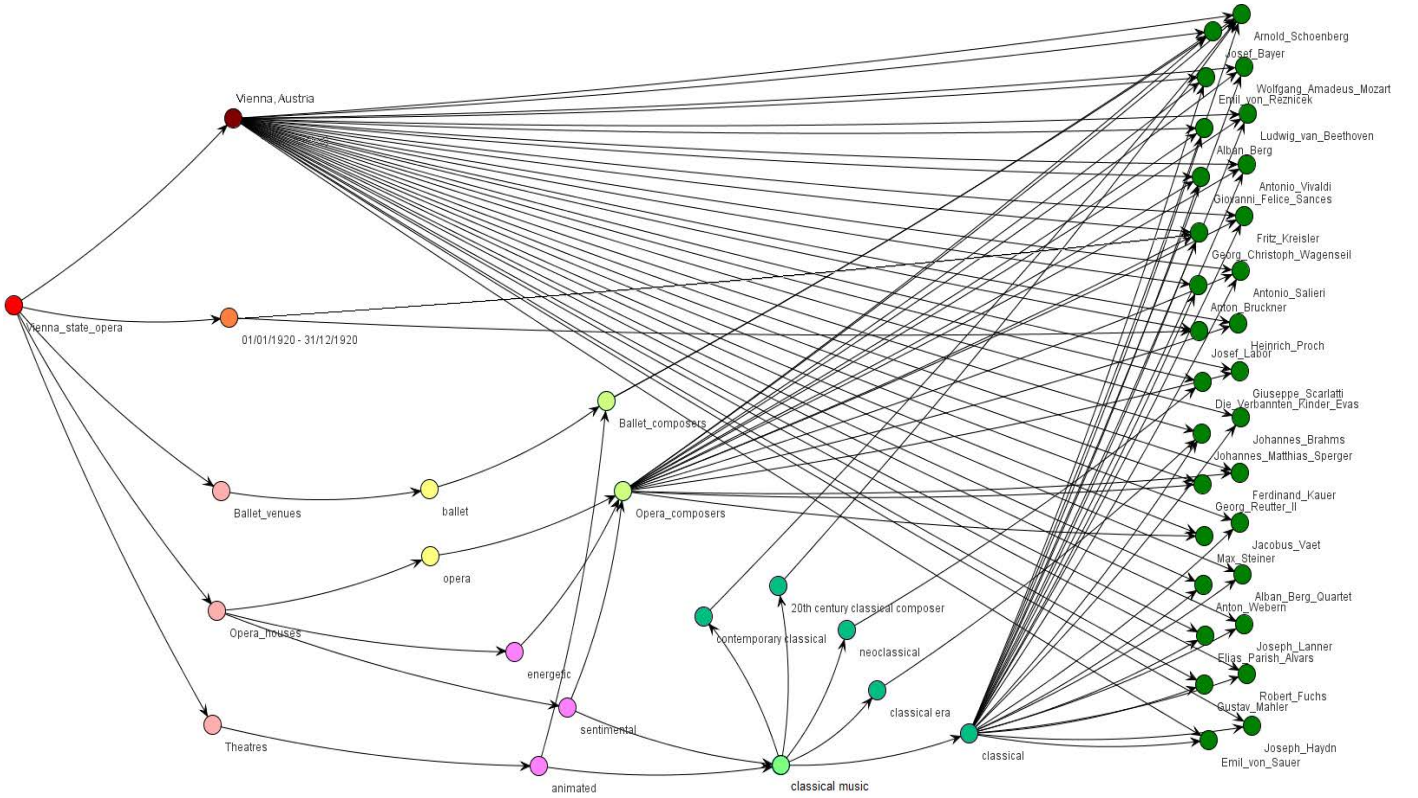 Arnold_Schoenberg
Josef_Bayer
Wolfgang_Amadeus_Mozart
Vienna, Austria
Emil_von_Reznicek
Ludwig_van_Beethoven
Alban_Berg
Antonio_Vivaldi
Giovanni_Felice_Sances
Fritz_Kreisler
Georg_Christoph_Wagenseil
Antonio_Salieri
Anton_Bruckner
Vienna_state_opera
01/01/1920 - 31/12/1920
Heinrich_Proch
Josef_Labor
Giuseppe_Scarlatti
Die_Verbannten_Kinder_Evas
Ballet_composers
Johannes_Brahms
Johannes_Matthias_Sperger
Ferdinand_Kauer
Ballet_venues
ballet
Opera_composers
Georg_Reutter_II
Jacobus_Vaet
Max_Steiner
opera
Alban_Berg_Quartet
20th century classical composer
Anton_Webern
Opera_houses
contemporary classical
neoclassical
Joseph_Lanner
Elias_Parish_Alvars
energetic
Robert_Fuchs
Gustav_Mahler
classical era
sentimental
Theatres
classical
Joseph_Haydn
Emil_von_Sauer
animated
classical music